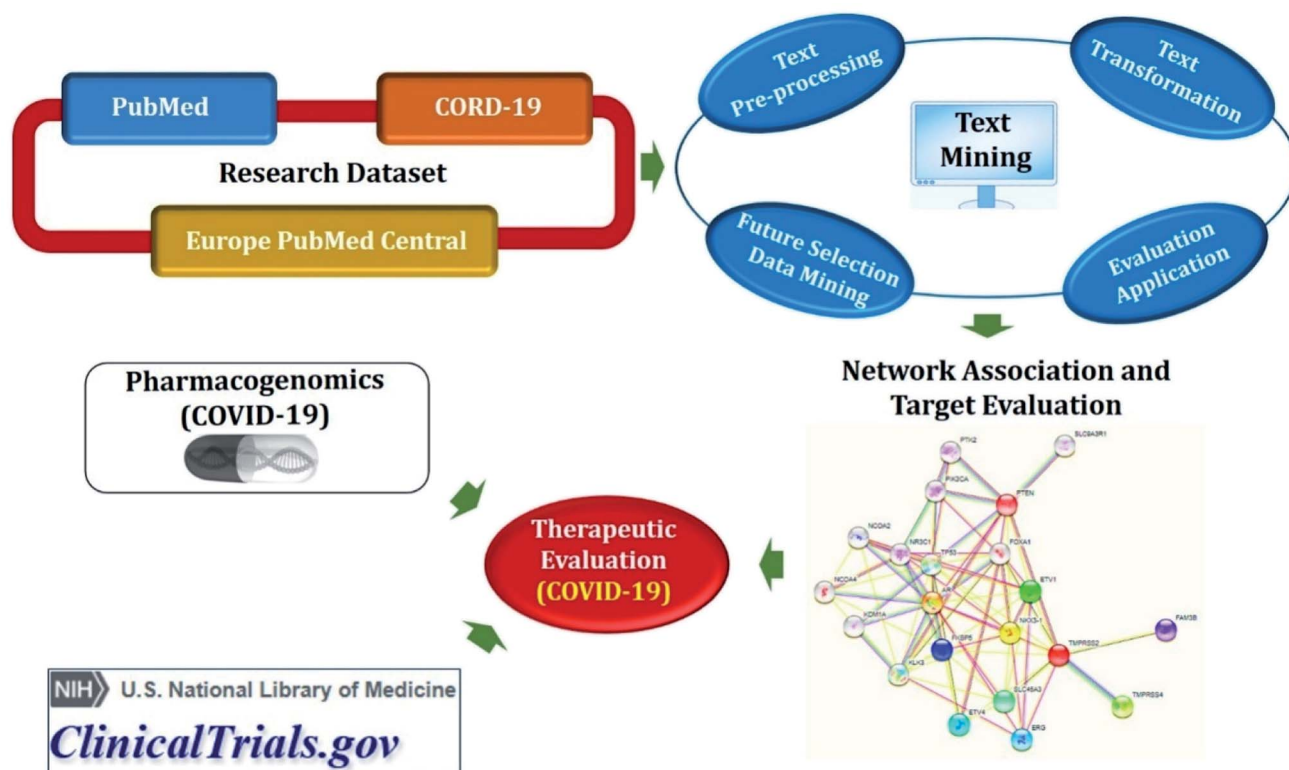 PubMed
CORD-19
Research Dataset
Europe PubMed Central
Text
Pre-processing
Text
Transformation
Text
Mining
Future Selection
Data Mining
Evaluation
Application
Network Association and
Target Evaluation
PTK2
SLC9A3R1
PIK3CA
PTEN
NCOA2
NR3C1
TP53
FOXA1
NCOA4
AR
ETV1
KDM1A
NKX3-1
FKBP5
TMPRSS2
FAM3B
KLK3
SLC45A3
TMPRSS4
ETV4
ERG
Pharmacogenomics
(COVID-19)
Therapeutic
Evaluation
(COVID-19)
NIH U.S. National Library of Medicine
ClinicalTrials.gov